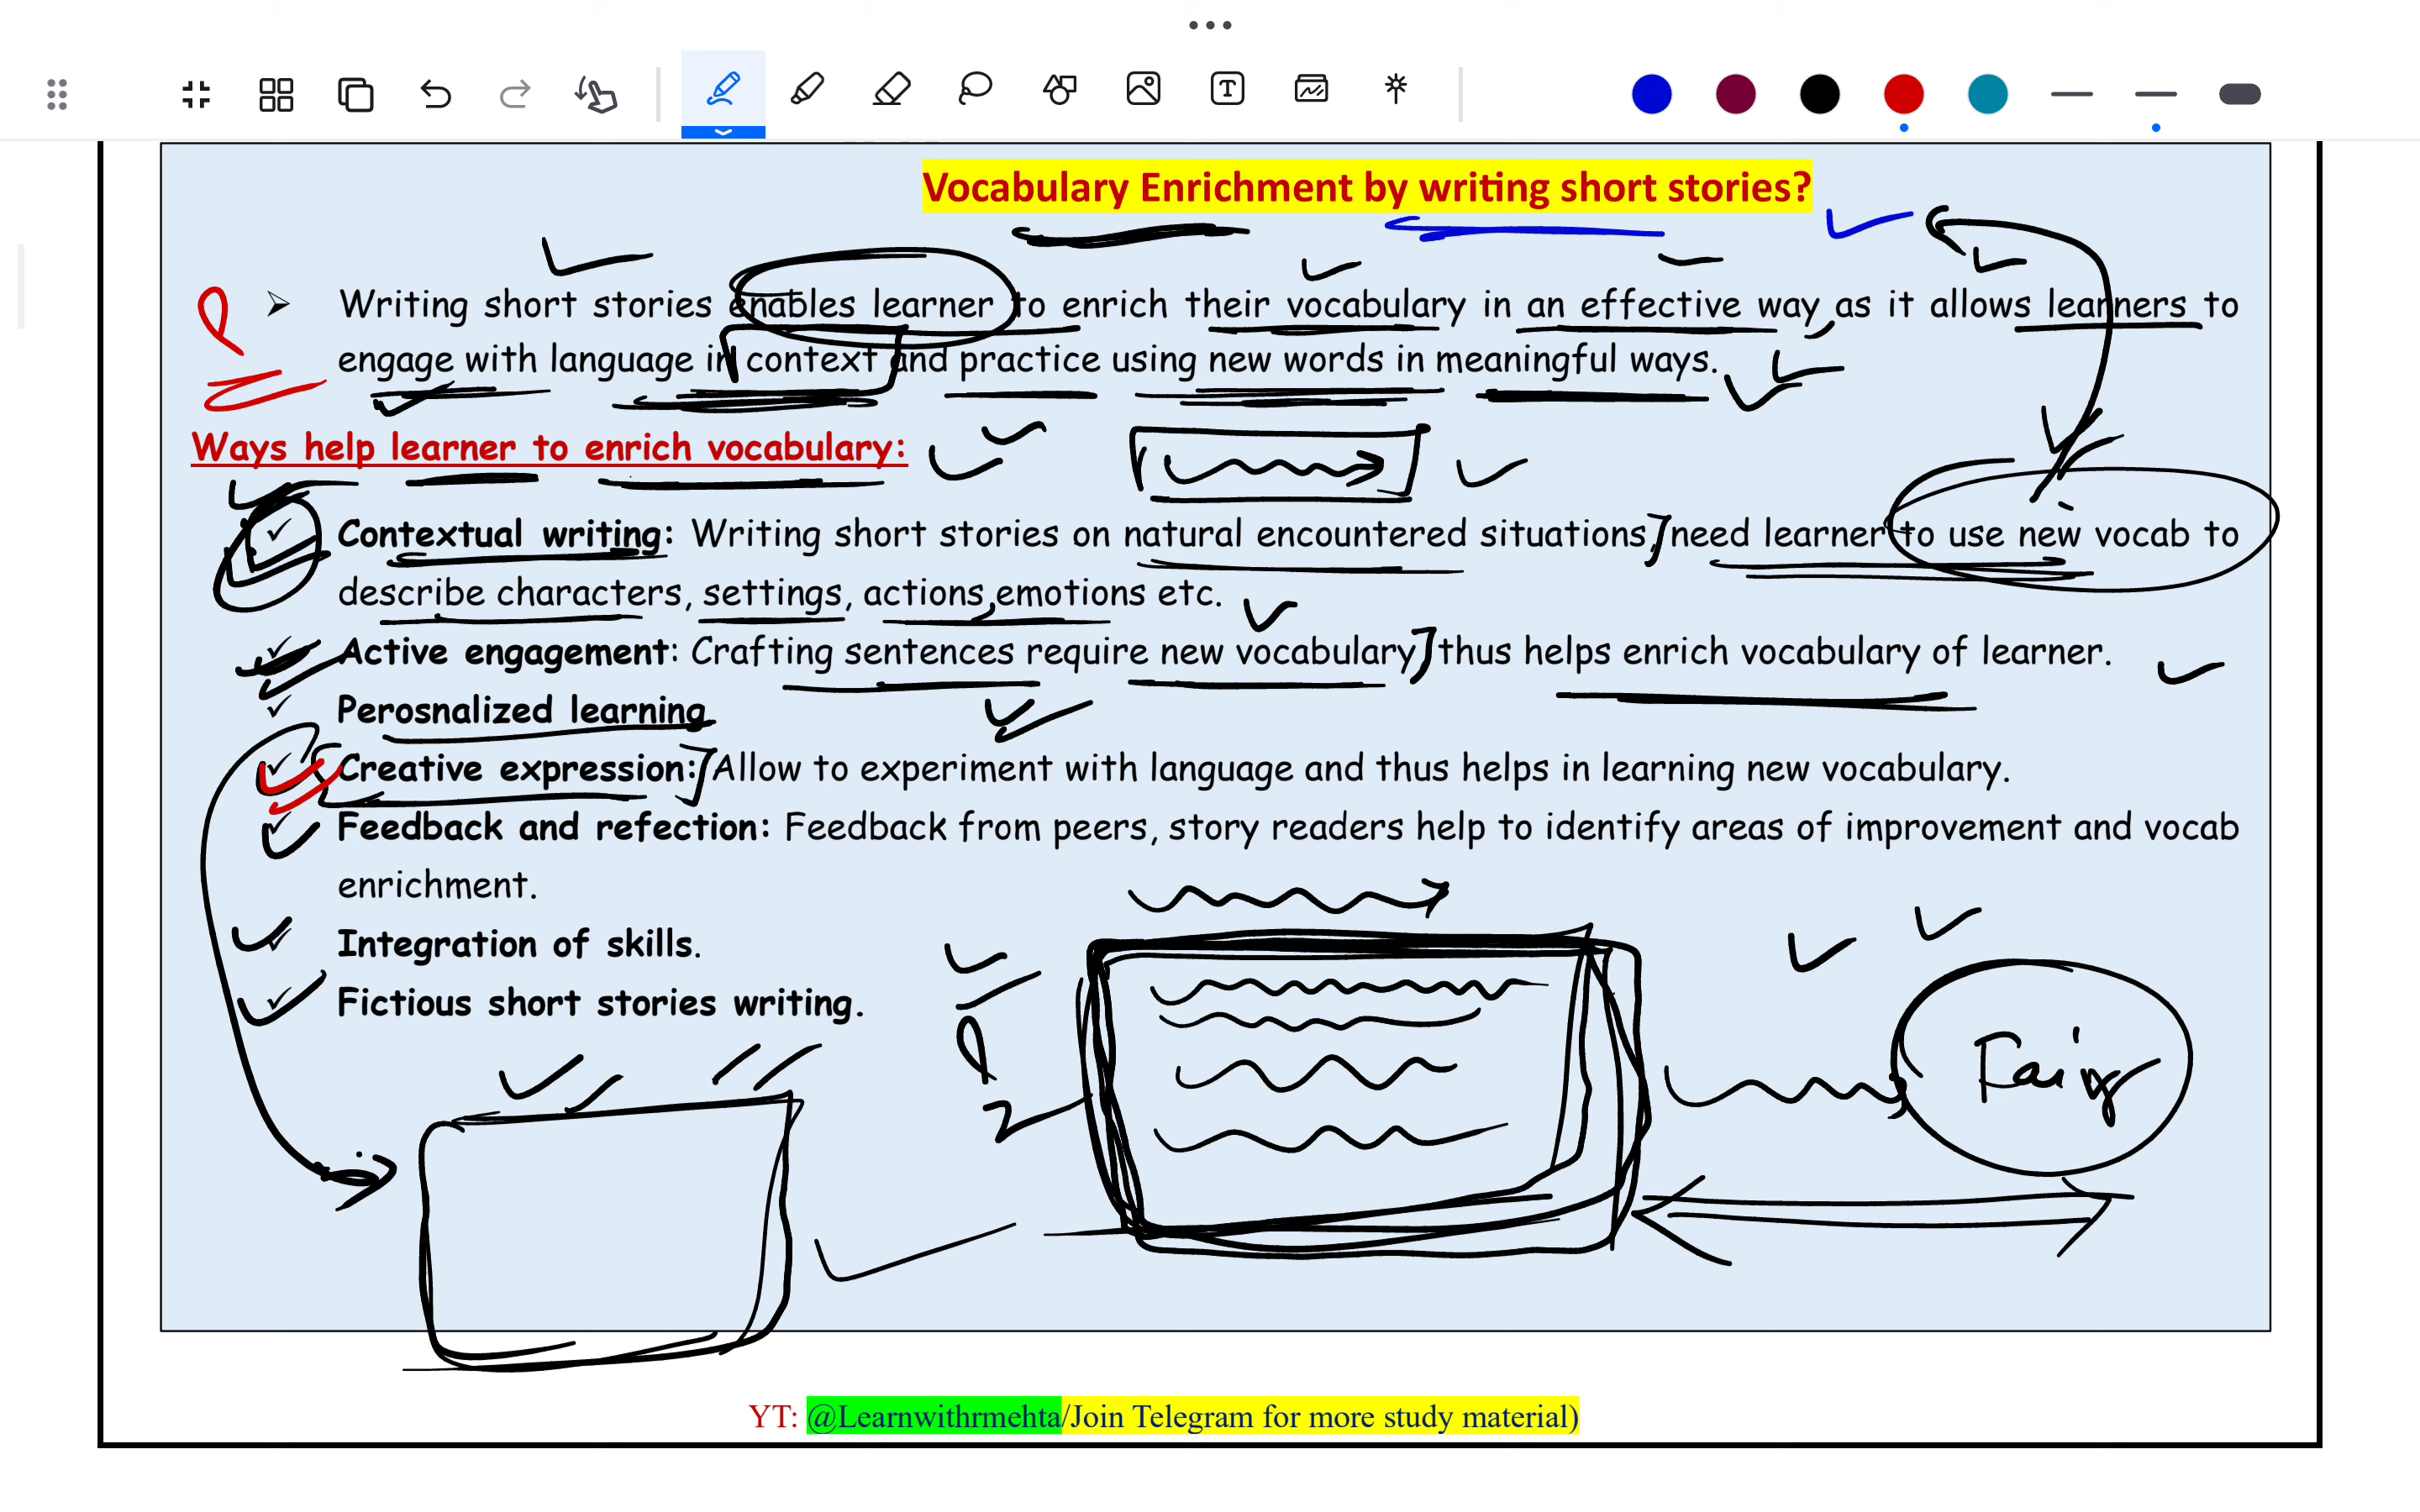 Vocabulary Enrichment by writing short stories?
➢ Writing short stories enables learner to enrich their vocabulary in an effective way as it allows learners to
engage with language in context and practice using new words in meaningful ways.
Ways help learner to enrich vocabulary:
✓ Contextual writing: Writing short stories on natural encountered situations, need learner to use new vocab to
describe characters, settings, actions,emotions etc.
✓ Active engagement: Crafting sentences require new vocabulary, thus helps enrich vocabulary of learner.
✓ Perosnalized learning
✓ Creative expression: Allow to experiment with language and thus helps in learning new vocabulary.
✓ Feedback and refection: Feedback from peers, story readers help to identify areas of improvement and vocab
enrichment.
✓ Integration of skills.
✓ Fictious short stories writing.
YT: @Learnwithrmehta/Join Telegram for more study material)